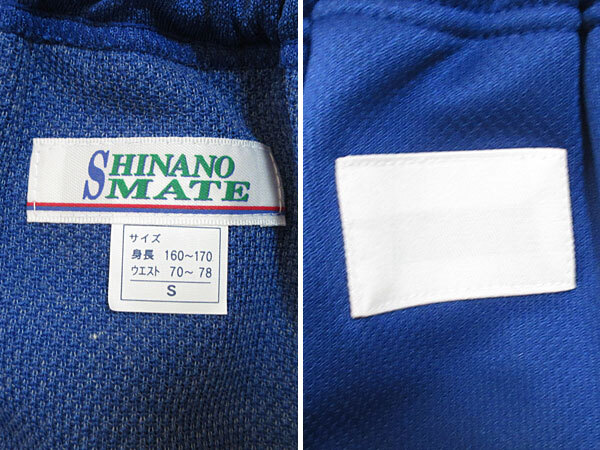 SHINANO
MATE
サイズ
身長 160～170
ウエスト 70～ 78
S